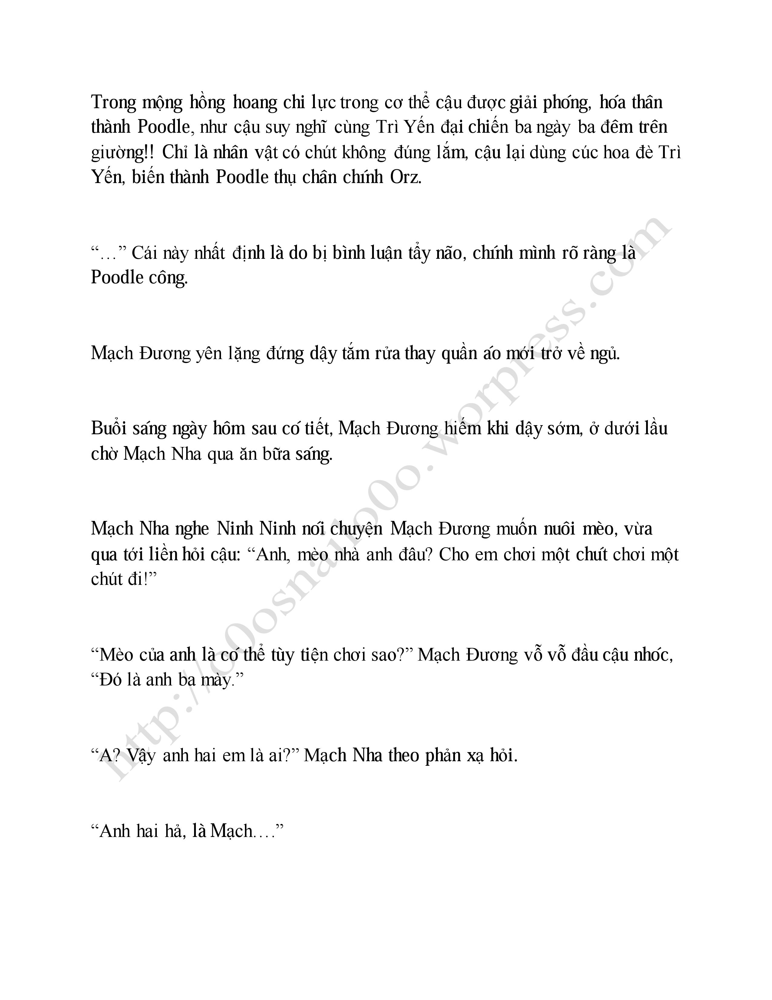 Trong mộng hồng hoang chi lực trong cơ thể cậu được giải phóng, hóa thân
thành Poodle, như cậu suy nghĩ cùng Trì Yến đại chiến ba ngày ba đêm trên
giường!! Chỉ là nhân vật có chút không đúng lắm, cậu lại dùng cúc hoa đè Trì
Yến, biến thành Poodle thụ chân chính Orz.
“…” Cái này nhất định là do bị bình luận tẩy não, chính mình rõ ràng là
Poodle công.
Mạch Đương yên lặng đứng dậy tắm rửa thay quần áo mới trở về ngủ.
Buổi sáng ngày hôm sau có tiết, Mạch Đương hiếm khi dậy sớm, ở dưới lầu
chờ Mạch Nha qua ăn bữa sáng.
Mạch Nha nghe Ninh Ninh nói chuyện Mạch Đương muốn nuôi mèo, vừa
qua tới liền hỏi cậu: “Anh, mèo nhà anh đâu? Cho em chơi một chút chơi một
chút đi!”
“Mèo của anh là có thể tùy tiện chơi sao?” Mạch Đương vỗ vỗ đầu cậu nhóc,
“Đó là anh ba mày.”
“A? Vậy anh hai em là ai?” Mạch Nha theo phản xạ hỏi.
“Anh hai hả, là Mạch….”
http://o0osnailo0o.worpress.com